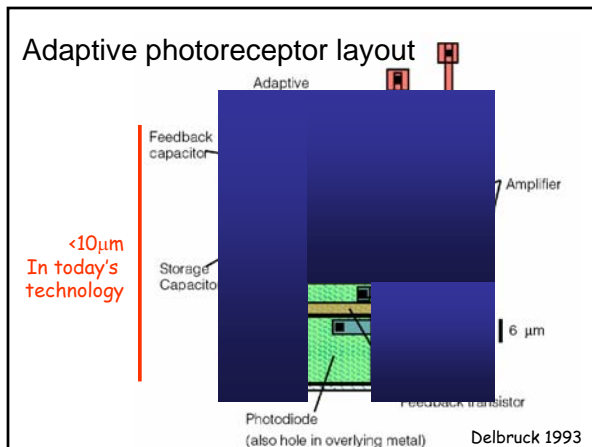 Adaptive photoreceptor layout
Adaptive
Feedback
capacitor
Amplifier
<10μm
In today's
technology
Storage
Capacito
6 μm
Feedback transistor
Photodiode
(also hole in overlying metal)
Delbruck 1993